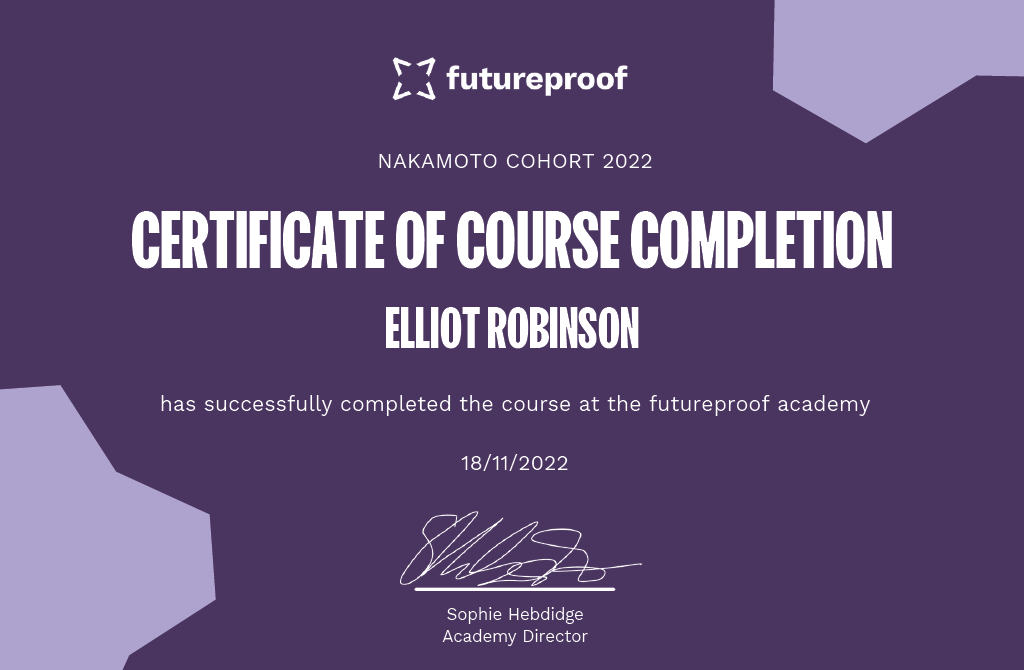 futureproof
NAKAMOTO COHORT 2022
CERTIFICATE OF COURSE COMPLETION
ELLIOT ROBINSON
has successfully completed the course at the futureproof academy
18/11/2022
Sophie Hebdidge
Academy Director